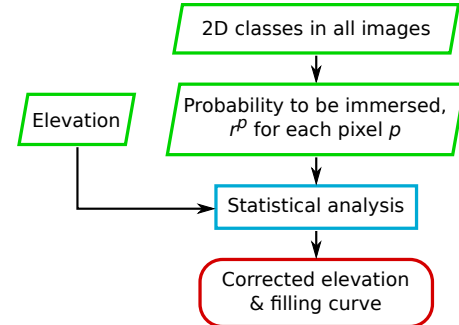 2D classes in all images
Probability to be immersed,
r^p for each pixel p
Elevation
Statistical analysis
Corrected elevation
& filling curve